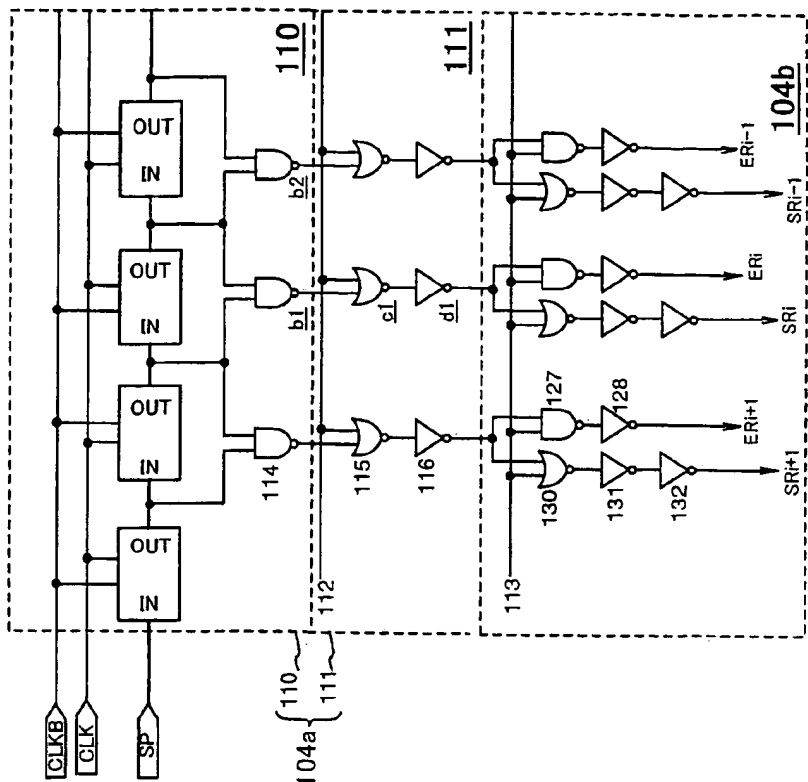 CLKB
CLK
SP
IN
OUT
IN
OUT
IN
OUT
IN
OUT
110
114
b1
b2
112
111
115
116
c1
d1
113
104b
130
127
131
128
132
SRi+1
ERi+1
SRi
ERi
SRi-1
ERi-1
104a
110
111